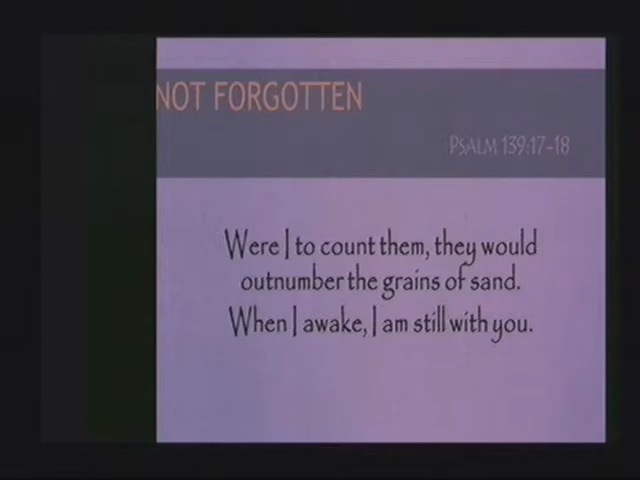 NOT FORGOTTEN
PSALM 139:17-18
Were I to count them, they would
outnumber the grains of sand.
When I awake, I am still with you.